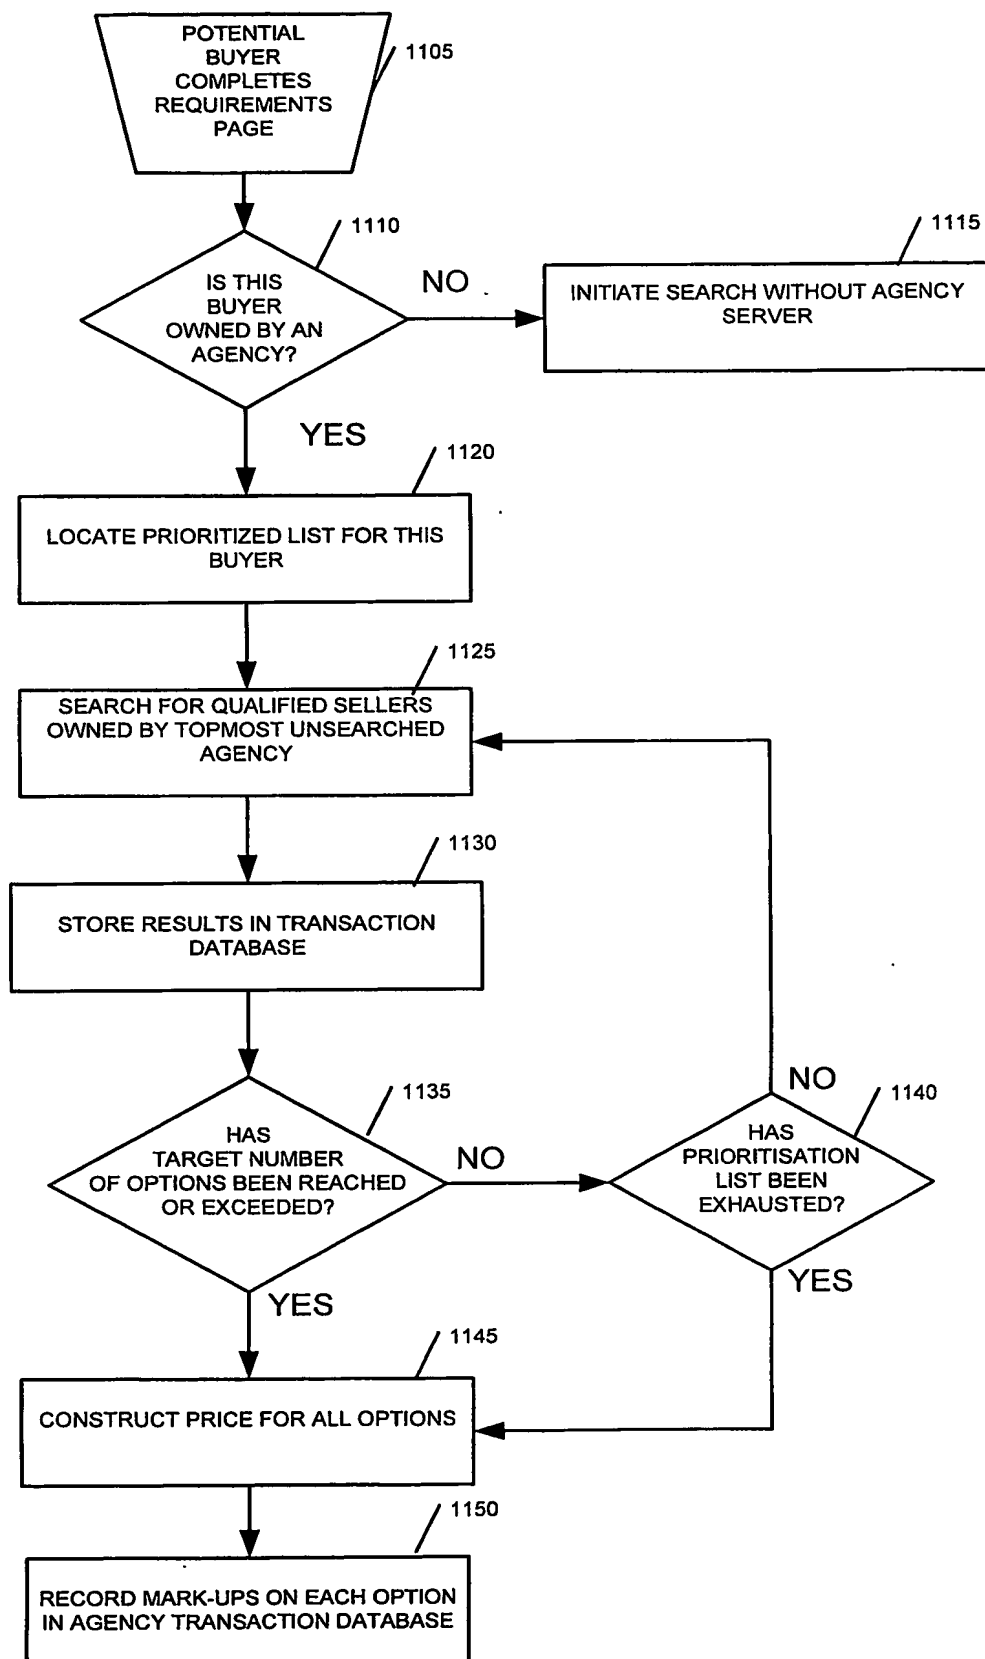 POTENTIAL
BUYER
COMPLETES
REQUIREMENTS
PAGE
1105
1110
IS THIS
BUYER
OWNED BY AN
AGENCY?
NO
1115
INITIATE SEARCH WITHOUT AGENCY
SERVER
YES
1120
LOCATE PRIORITIZED LIST FOR THIS
BUYER
1125
SEARCH FOR QUALIFIED SELLERS
OWNED BY TOPMOST UNSEARCHED
AGENCY
1130
STORE RESULTS IN TRANSACTION
DATABASE
1135
HAS
TARGET NUMBER
OF OPTIONS BEEN REACHED
OR EXCEEDED?
NO
NO
1140
HAS
PRIORITISATION
LIST BEEN
EXHAUSTED?
YES
YES
1145
CONSTRUCT PRICE FOR ALL OPTIONS
1150
RECORD MARK-UPS ON EACH OPTION
IN AGENCY TRANSACTION DATABASE